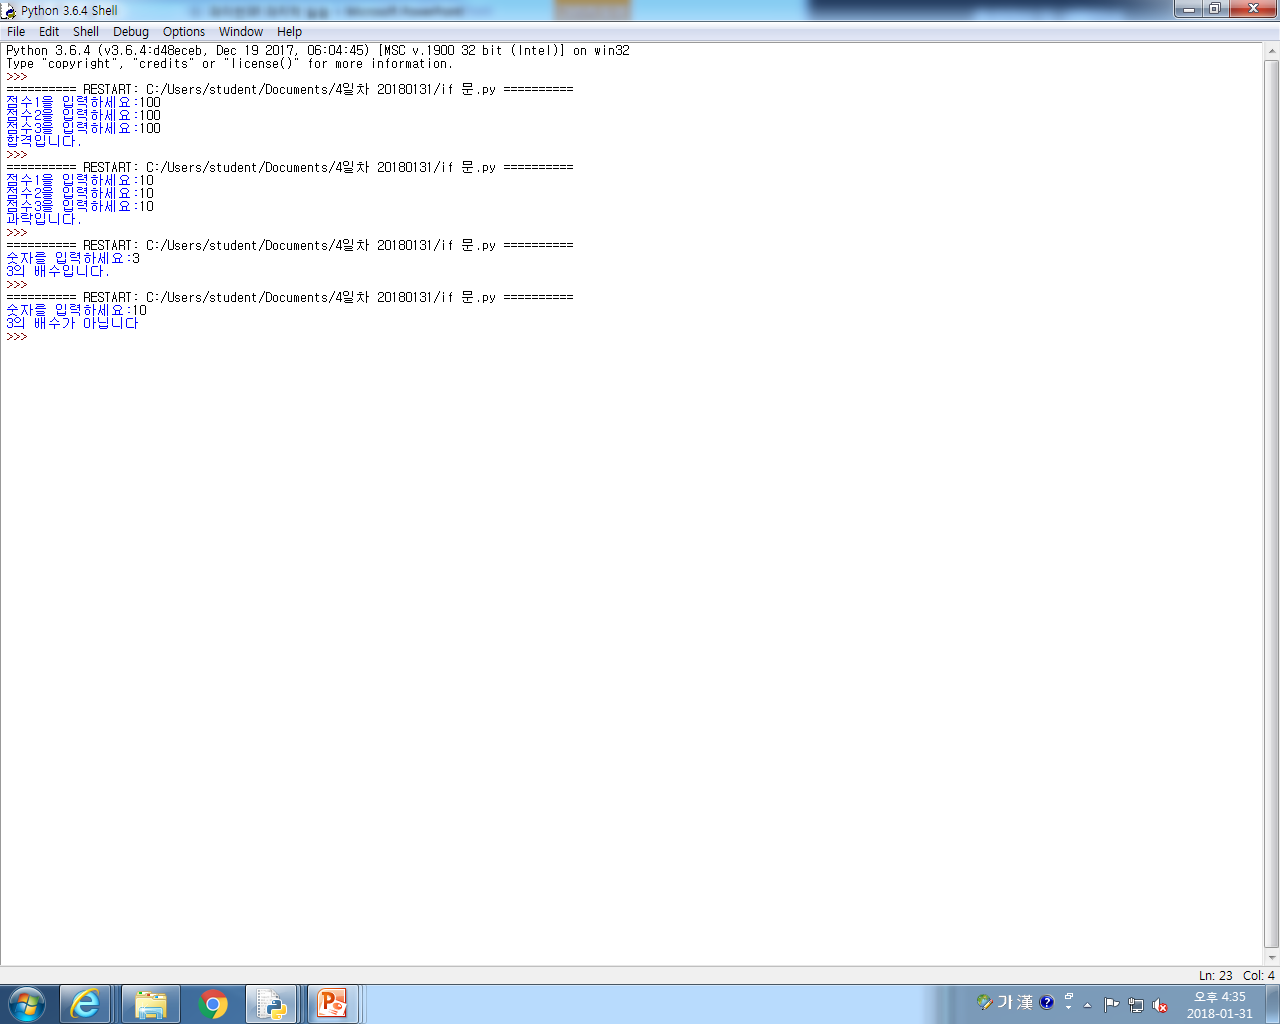 Python 3.6.4 Shell
File Edit Shell Debug Options Window Help
Python 3.6.4 (v3.6.4:d48eceb, Dec 19 2017, 06:04:45) [MSC v.1900 32 bit (Intel)] on win32
Type "copyright", "credits" or "license()" for more information.
>>>
========== RESTART: C:/Users/student/Documents/4일차 20180131/if 문.py ==========
점수1을 입력하세요:100
점수2을 입력하세요:100
점수3을 입력하세요:100
합격입니다.
>>>
========== RESTART: C:/Users/student/Documents/4일차 20180131/if 문.py ==========
점수1을 입력하세요:10
점수2을 입력하세요:10
점수3을 입력하세요:10
과락입니다.
>>>
========== RESTART: C:/Users/student/Documents/4일차 20180131/if 문.py ==========
숫자를 입력하세요:3
3의 배수입니다.
>>>
========== RESTART: C:/Users/student/Documents/4일차 20180131/if 문.py ==========
숫자를 입력하세요:10
3의 배수가 아닙니다
>>>
Ln: 23 Col: 4
가 漢
오후 4:35
2018-01-31